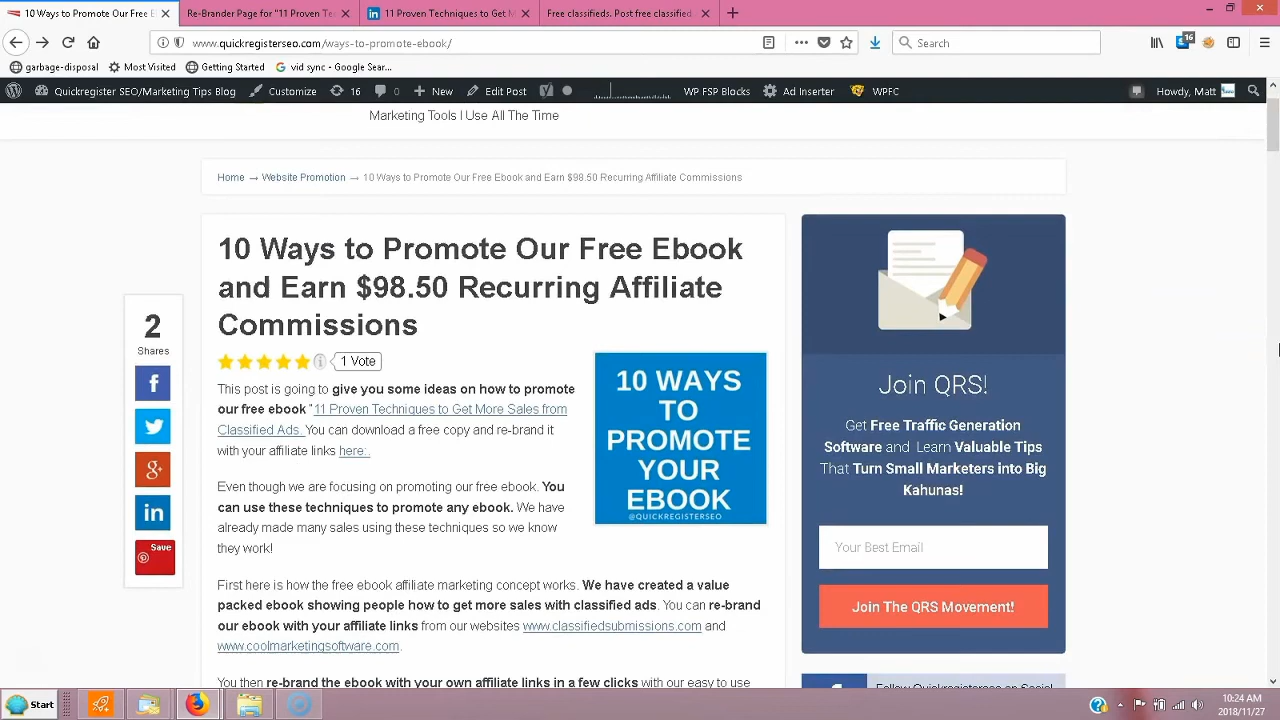 10 Ways to Promote Our Free E
Re-Brander Page for "11 Proven Te
11 Proven Techniques to Get M
Free classifieds. Post free classified
www.quickregisterseo.com/ways-to-promote-ebook/
Search
16
garbage-disposal
Most Visited
Getting Started
vid sync - Google Sear...
Quickregister SEO/Marketing Tips Blog
Customize
16
0
New
Edit Post
WP FSP Blocks
Ad Inserter
WPFC
Howdy, Matt
Marketing Tools I Use All The Time
Home → Website Promotion → 10 Ways to Promote Our Free Ebook and Earn $98.50 Recurring Affiliate Commissions
10 Ways to Promote Our Free Ebook
and Earn $98.50 Recurring Affiliate
Commissions
1 Vote
2
Shares
f
g+
in
Save
This post is going to give you some ideas on how to promote
our free ebook "11 Proven Techniques to Get More Sales from
Classified Ads. You can download a free copy and re-brand it
with your affiliate links here..
Even though we are focusing on promoting our free ebook. You
can use these techniques to promote any ebook. We have
already made many sales using these techniques so we know
they work!
10 WAYS
TO
PROMOTE
YOUR
EBOOK
@QUICKREGISTERSEO
First here is how the free ebook affiliate marketing concept works. We have created a value
packed ebook showing people how to get more sales with classified ads. You can re-brand
our ebook with your affiliate links from our websites www.classifiedsubmissions.com and
www.coolmarketingsoftware.com.
You then re-brand the ebook with your own affiliate links in a few clicks with our easy to use
Join QRS!
Get Free Traffic Generation
Software and Learn Valuable Tips
That Turn Small Marketers into Big
Kahunas!
Your Best Email
Join The QRS Movement!
Follow Quickregisterseo on Social
Start
10:24 AM
2018/11/27